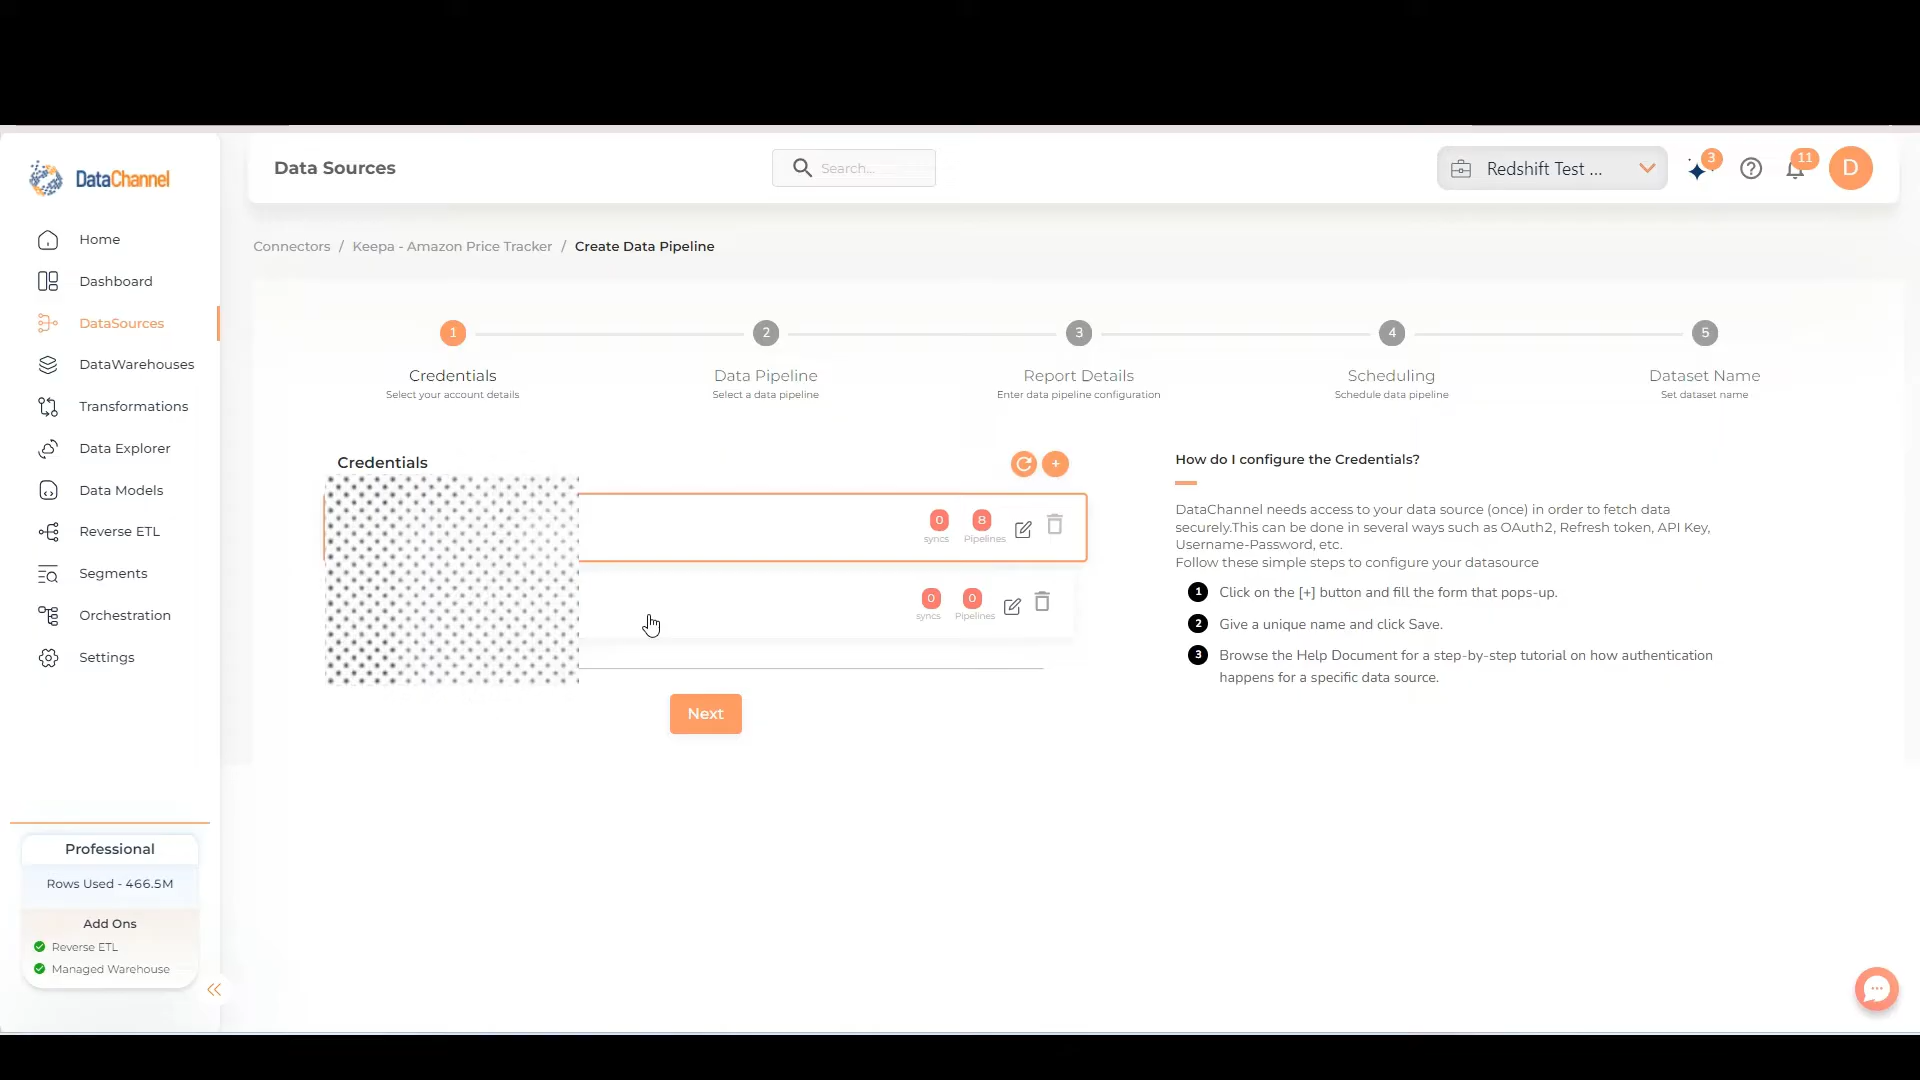 DataChannel
Data Sources
Search...
Redshift Test ...
3
11
D
Home
Dashboard
DataSources
DataWarehouses
Transformations
Data Explorer
Data Models
Reverse ETL
Segments
Orchestration
Settings
Connectors / Keepa - Amazon Price Tracker / Create Data Pipeline
1
2
3
4
5
Credentials
Select your account details
Data Pipeline
Select a data pipeline
Report Details
Enter data pipeline configuration
Scheduling
Schedule data pipeline
Dataset Name
Set dataset name
Credentials
0
syncs
8
Pipelines
0
syncs
0
Pipelines
Next
How do I configure the Credentials?
DataChannel needs access to your data source (once) in order to fetch data
securely.This can be done in several ways such as OAuth2, Refresh token, API Key,
Username-Password, etc.
Follow these simple steps to configure your datasource
1 Click on the [+] button and fill the form that pops-up.
2 Give a unique name and click Save.
3 Browse the Help Document for a step-by-step tutorial on how authentication
happens for a specific data source.
Professional
Rows Used - 466.5M
Add Ons
Reverse ETL
Managed Warehouse